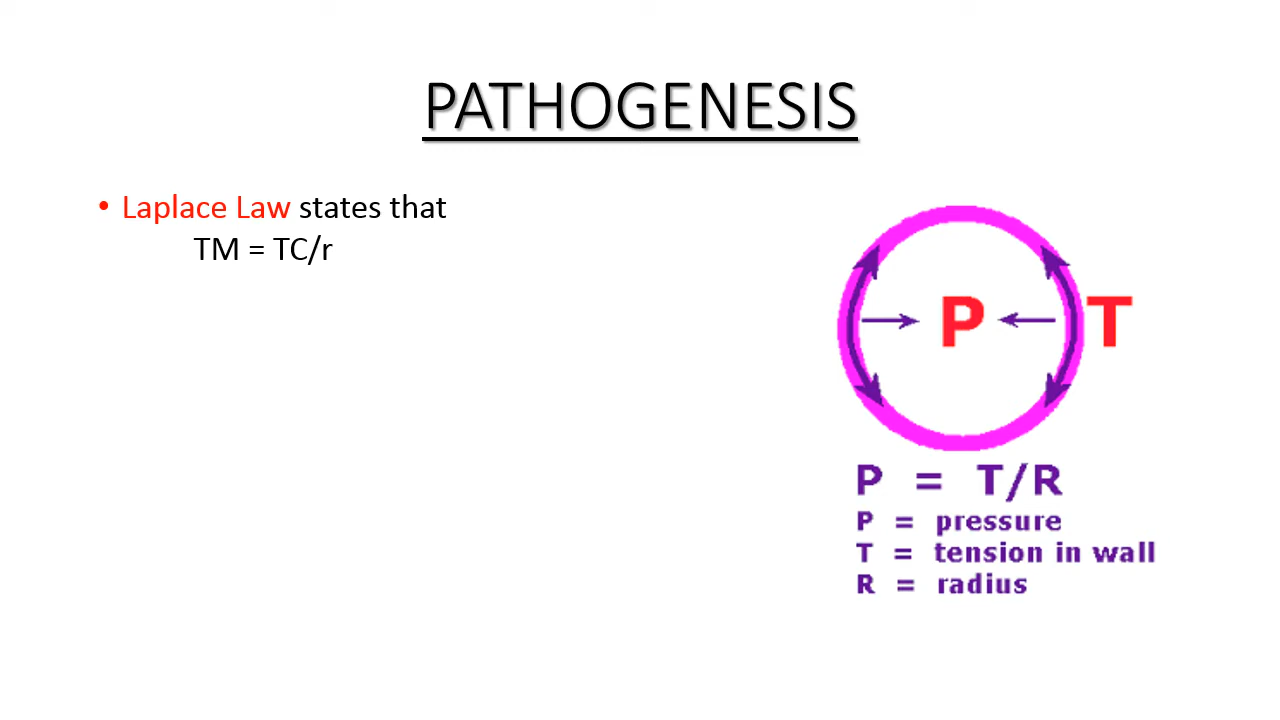 PATHOGENESIS
• Laplace Law states that
TM = TC/r
P T
P = T/R
P = pressure
T = tension in wall
R = radius